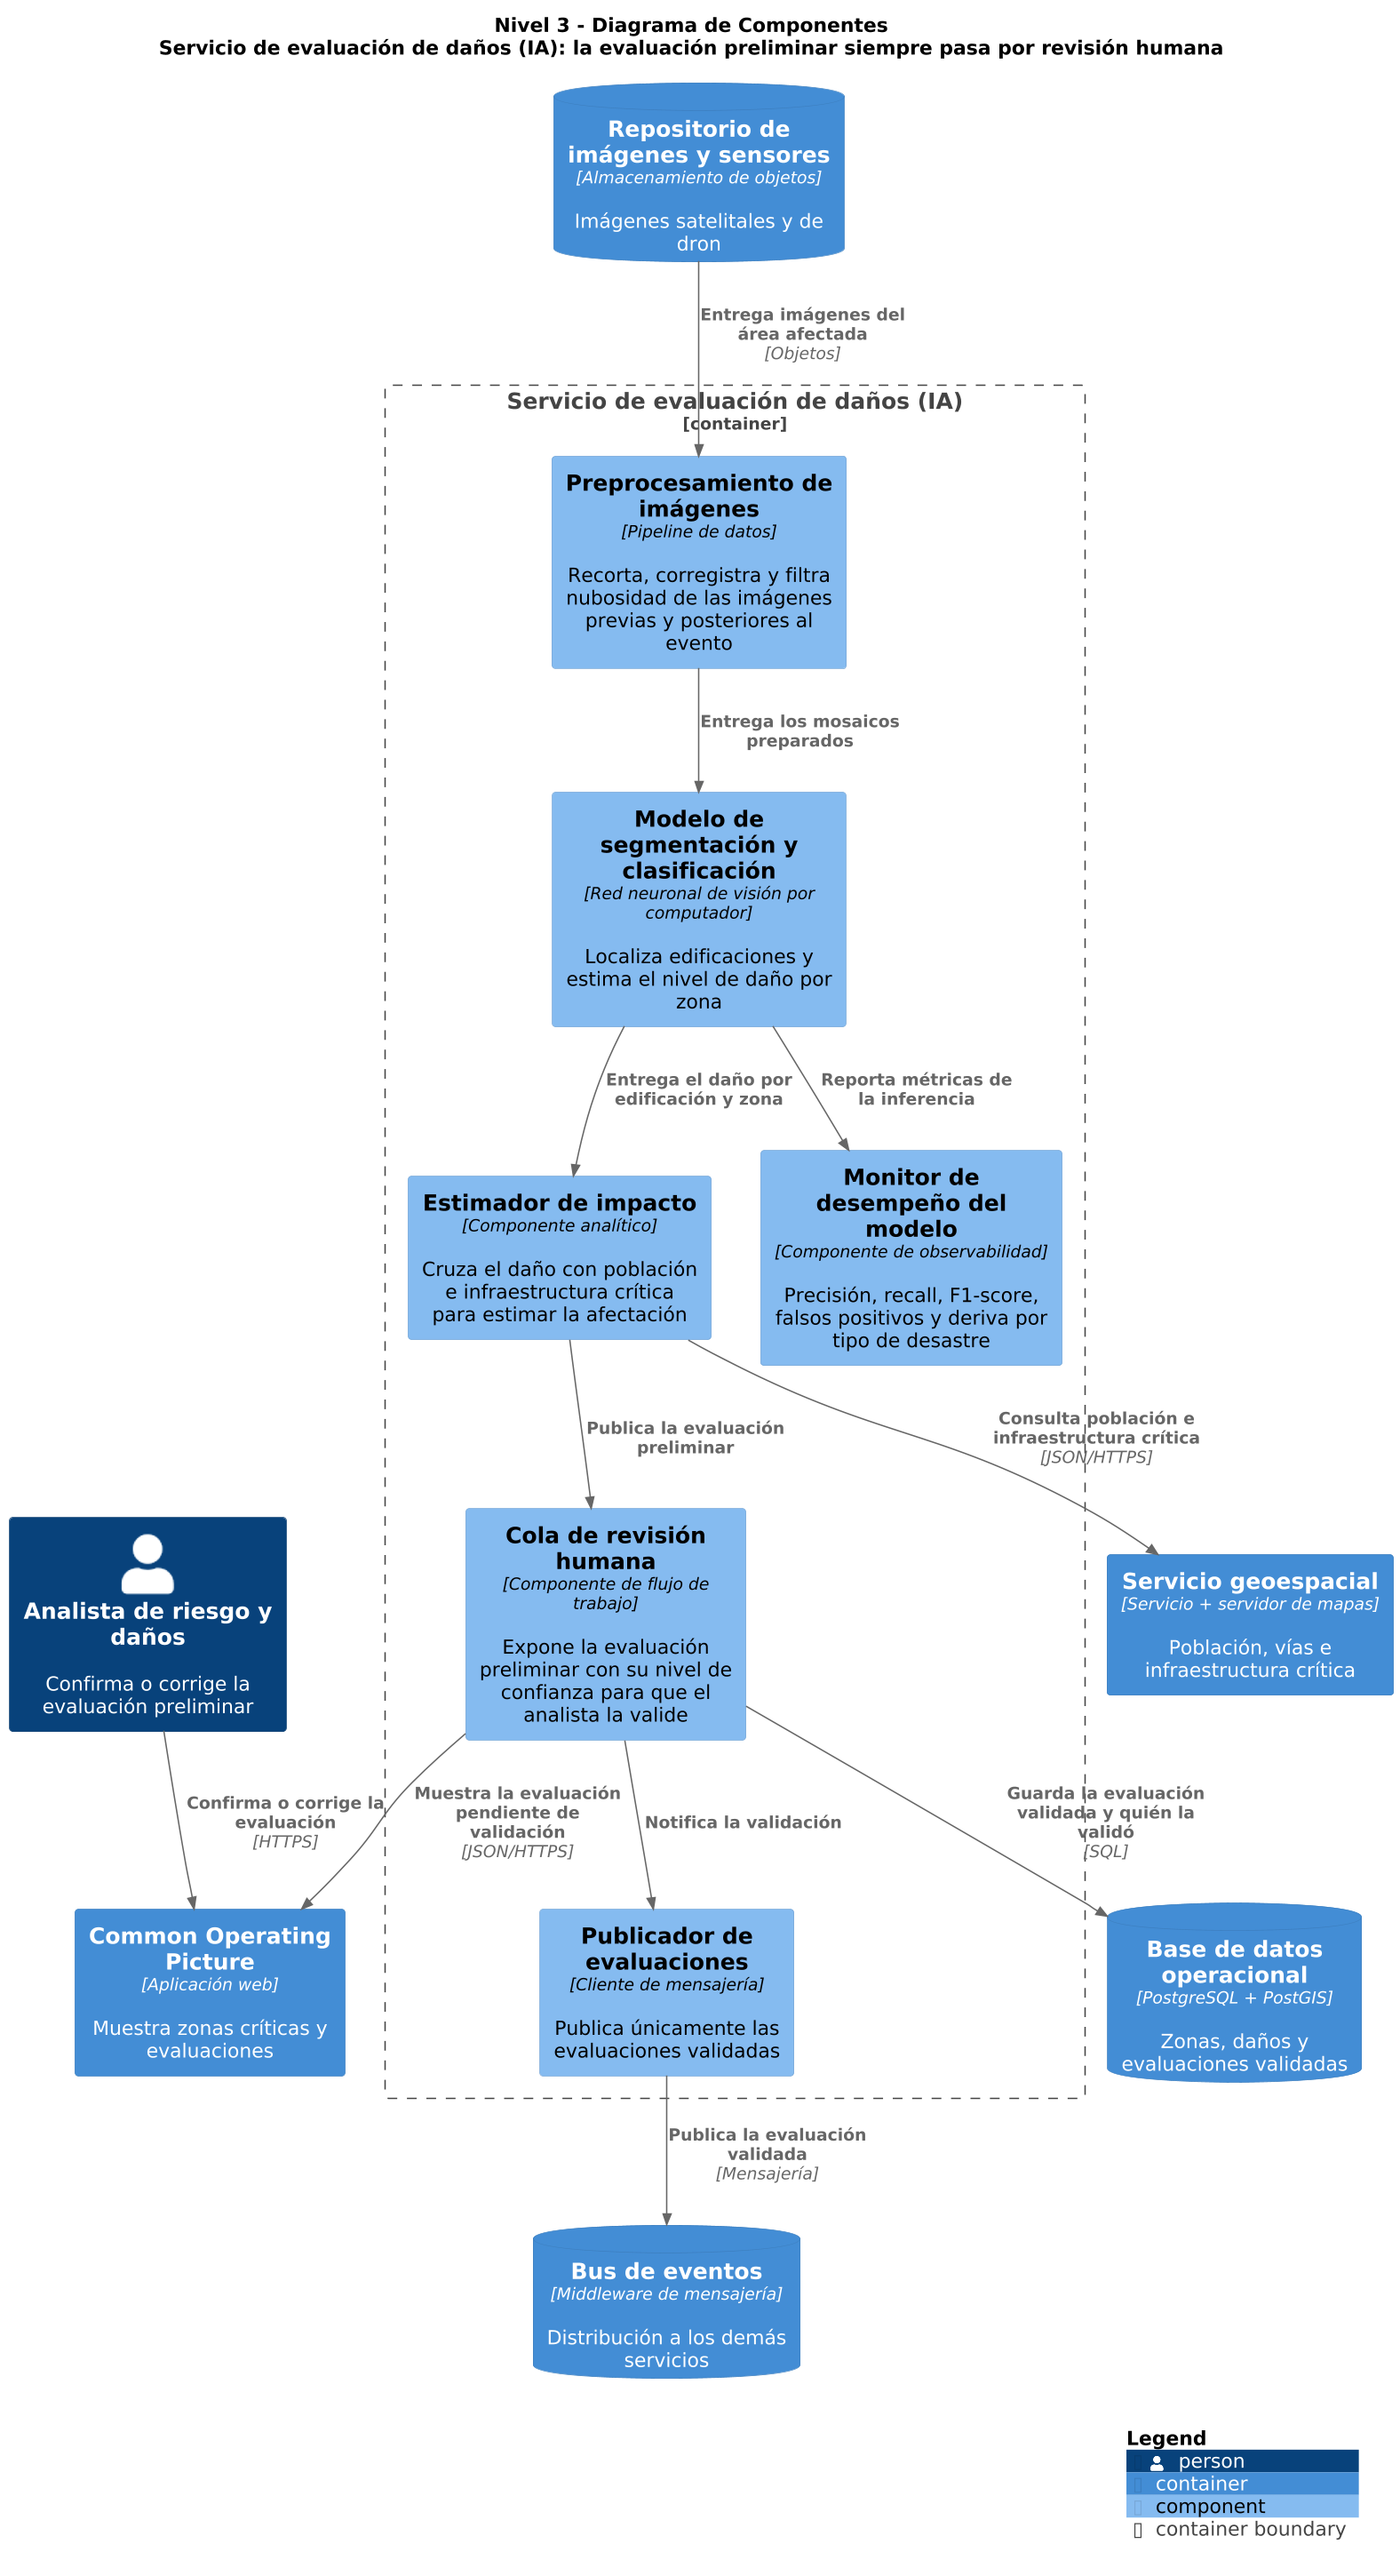 Nivel 3 - Diagrama de Componentes
Servicio de evaluación de daños (IA): la evaluación preliminar siempre pasa por revisión humana
Repositorio de
imágenes y sensores
[Almacenamiento de objetos]
Imágenes satelitales y de
dron
Entrega imágenes del
área afectada
[Objetos]
Servicio de evaluación de daños (IA)
[container]
Preprocesamiento de
imágenes
[Pipeline de datos]
Recorta, corregistra y filtra
nubosidad de las imágenes
previas y posteriores al
evento
Entrega los mosaicos
preparados
Modelo de
segmentación y
clasificación
[Red neuronal de visión por
computador]
Localiza edificaciones y
estima el nivel de daño por
zona
Entrega el daño por
edificación y zona
Reporta métricas de
la inferencia
Estimador de impacto
[Componente analítico]
Cruza el daño con población
e infraestructura crítica
para estimar la afectación
Monitor de
desempeño del
modelo
[Componente de observabilidad]
Precisión, recall, F1-score,
falsos positivos y deriva por
tipo de desastre
Publica la evaluación
preliminar
Consulta población e
infraestructura crítica
[JSON/HTTPS]
Analista de riesgo y
daños
Confirma o corrige la
evaluación preliminar
Cola de revisión
humana
[Componente de flujo de
trabajo]
Expone la evaluación
preliminar con su nivel de
confianza para que el
analista la valide
Servicio geoespacial
[Servicio + servidor de mapas]
Población, vías e
infraestructura crítica
Confirma o corrige la
evaluación
[HTTPS]
Muestra la evaluación
pendiente de
validación
[JSON/HTTPS]
Notifica la validación
Guarda la evaluación
validada y quién la
validó
[SQL]
Common Operating
Picture
[Aplicación web]
Muestra zonas críticas y
evaluaciones
Publicador de
evaluaciones
[Cliente de mensajería]
Publica únicamente las
evaluaciones validadas
Base de datos
operacional
[PostgreSQL + PostGIS]
Zonas, daños y
evaluaciones validadas
Publica la evaluación
validada
[Mensajería]
Bus de eventos
[Middleware de mensajería]
Distribución a los demás
servicios
Legend
person
container
component
container boundary